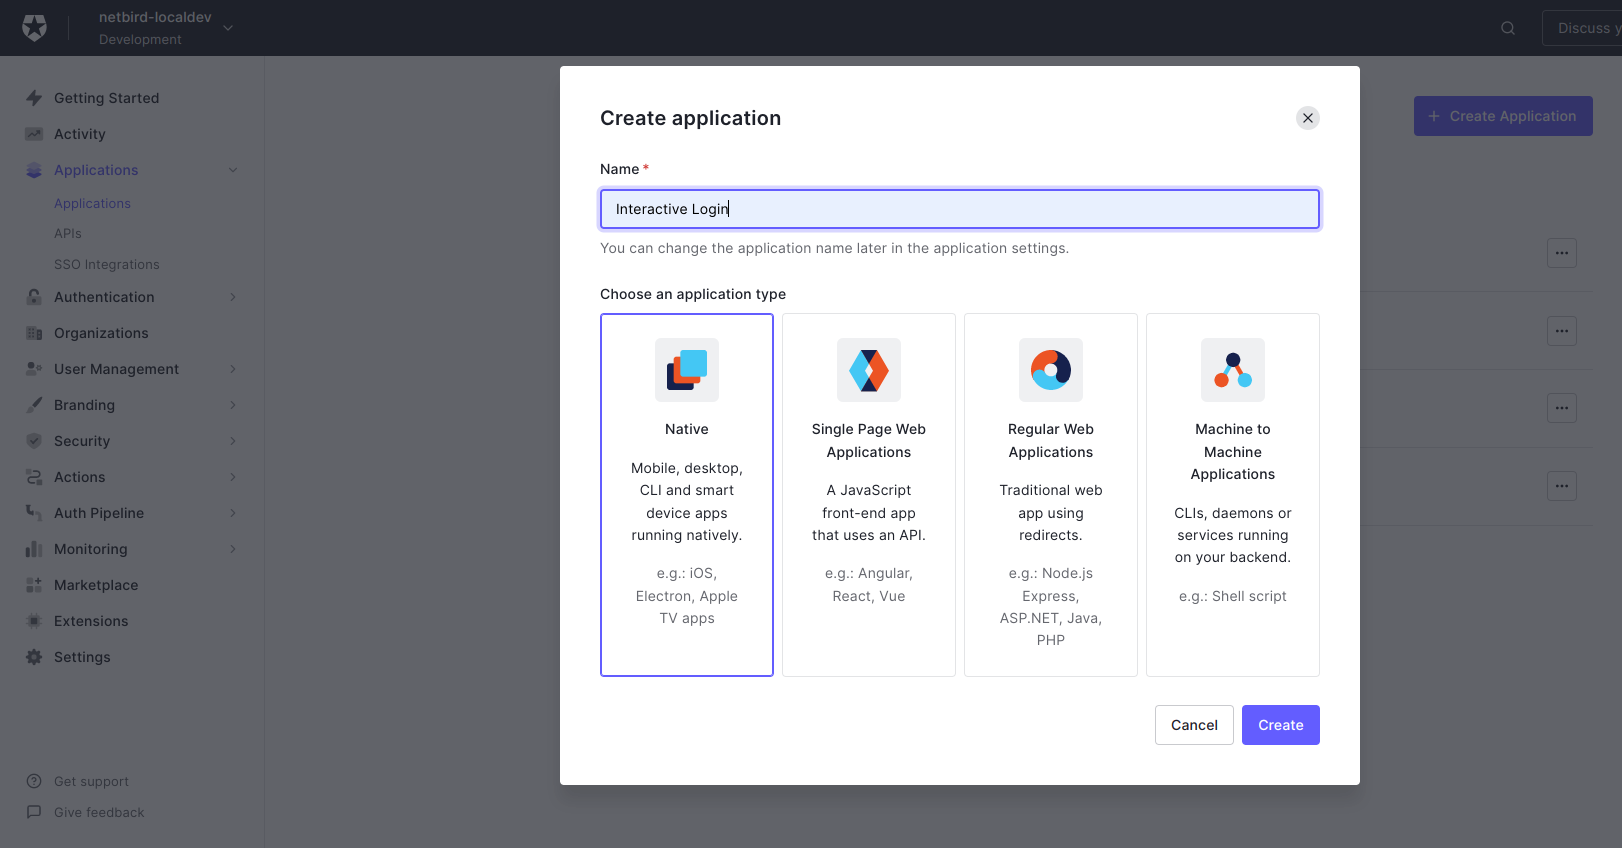 netbird-localdev
Development
Discuss y
Getting Started
Activity
Applications
Applications
APIs
SSO Integrations
Authentication
Organizations
User Management
Branding
Security
Actions
Auth Pipeline
Monitoring
Marketplace
Extensions
Settings
Get support
Give feedback
+ Create Application
Create application
Name *
Interactive Login
You can change the application name later in the application settings.
Choose an application type
Native
Mobile, desktop,
CLI and smart
device apps
running natively.
e.g.: iOS,
Electron, Apple
TV apps
Single Page Web
Applications
A JavaScript
front-end app
that uses an API.
e.g.: Angular,
React, Vue
Regular Web
Applications
Traditional web
app using
redirects.
e.g.: Node.js
Express,
ASP.NET, Java,
PHP
Machine to
Machine
Applications
CLIs, daemons or
services running
on your backend.
e.g.: Shell script
Cancel
Create